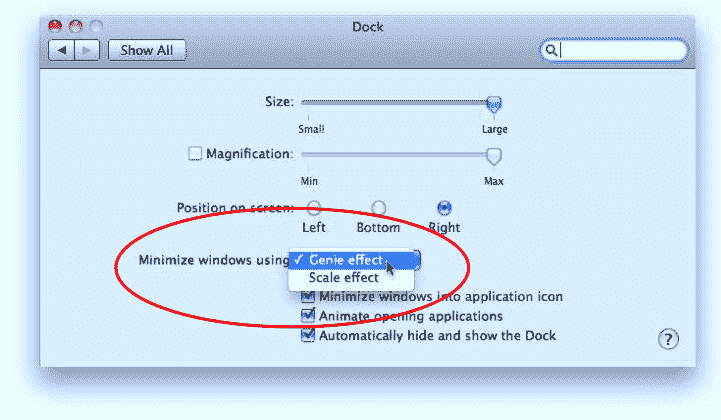 Dock
Show All
Size:
Small Large
Magnification:
Min Max
Position on screen:
Left Bottom Right
Minimize windows using
✓ Genie effect
Scale effect
Minimize windows into application icon
Animate opening applications
Automatically hide and show the Dock
?